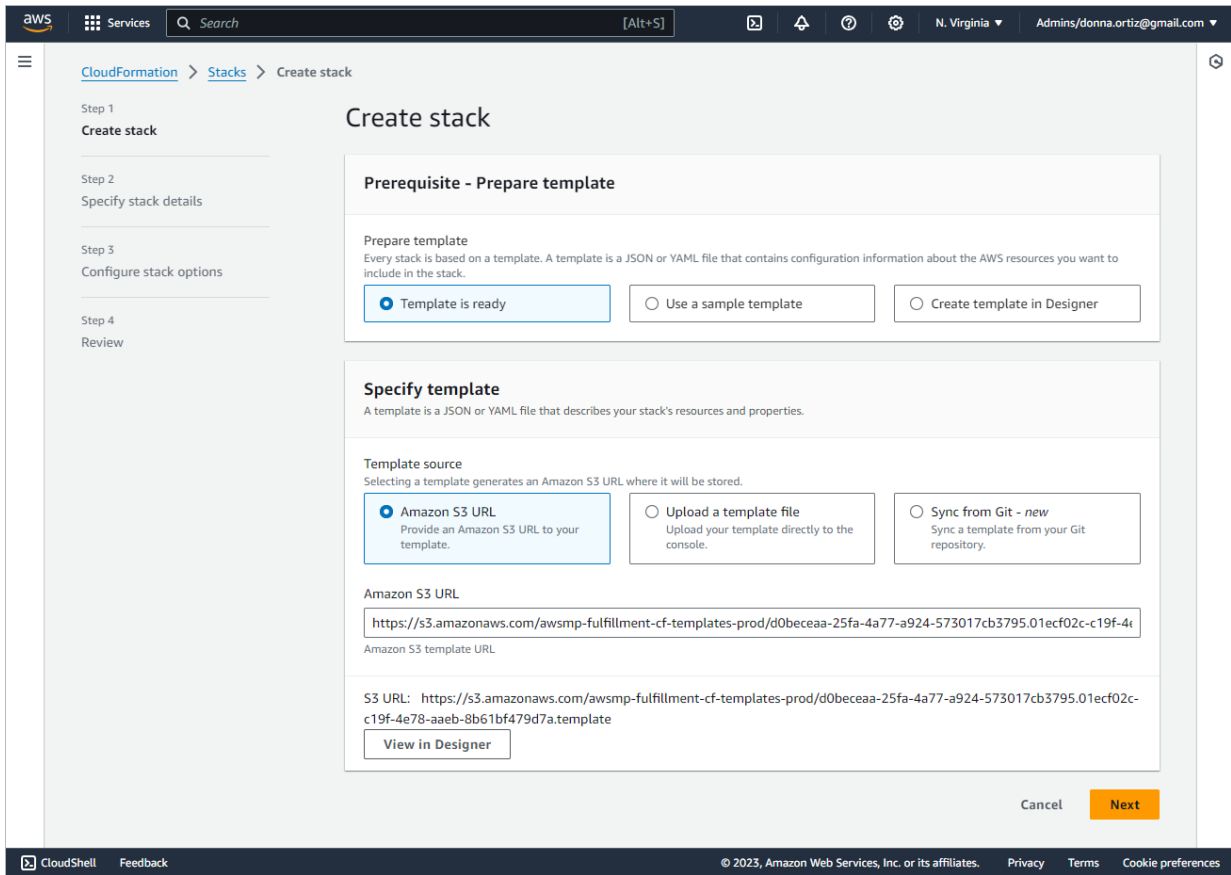 aws Services Search [Alt+S] N. Virginia Admins/donna.ortiz@gmail.com
CloudFormation Stacks Create stack
Step 1
Create stack
Step 2
Specify stack details
Step 3
Configure stack options
Step 4
Review
Create stack
Prerequisite - Prepare template
Prepare template
Every stack is based on a template. A template is a JSON or YAML file that contains configuration information about the AWS resources you want to
include in the stack.
Template is ready
Use a sample template
Create template in Designer
Specify template
A template is a JSON or YAML file that describes your stack's resources and properties.
Template source
Selecting a template generates an Amazon S3 URL where it will be stored.
Amazon S3 URL
Provide an Amazon S3 URL to your
template.
Upload a template file
Upload your template directly to the
console.
Sync from Git - new
Sync a template from your Git
repository.
Amazon S3 URL
https://s3.amazonaws.com/awsmp-fulfillment-cf-templates-prod/d0beceaa-25fa-4a77-a924-573017cb3795.01ecf02c-c19f-4e
Amazon S3 template URL
S3 URL: https://s3.amazonaws.com/awsmp-fulfillment-cf-templates-prod/d0beceaa-25fa-4a77-a924-573017cb3795.01ecf02c-
c19f-4e78-aaeb-8b61bf479d7a.template
View in Designer
Cancel Next
CloudShell Feedback © 2023, Amazon Web Services, Inc. or its affiliates. Privacy Terms Cookie preferences